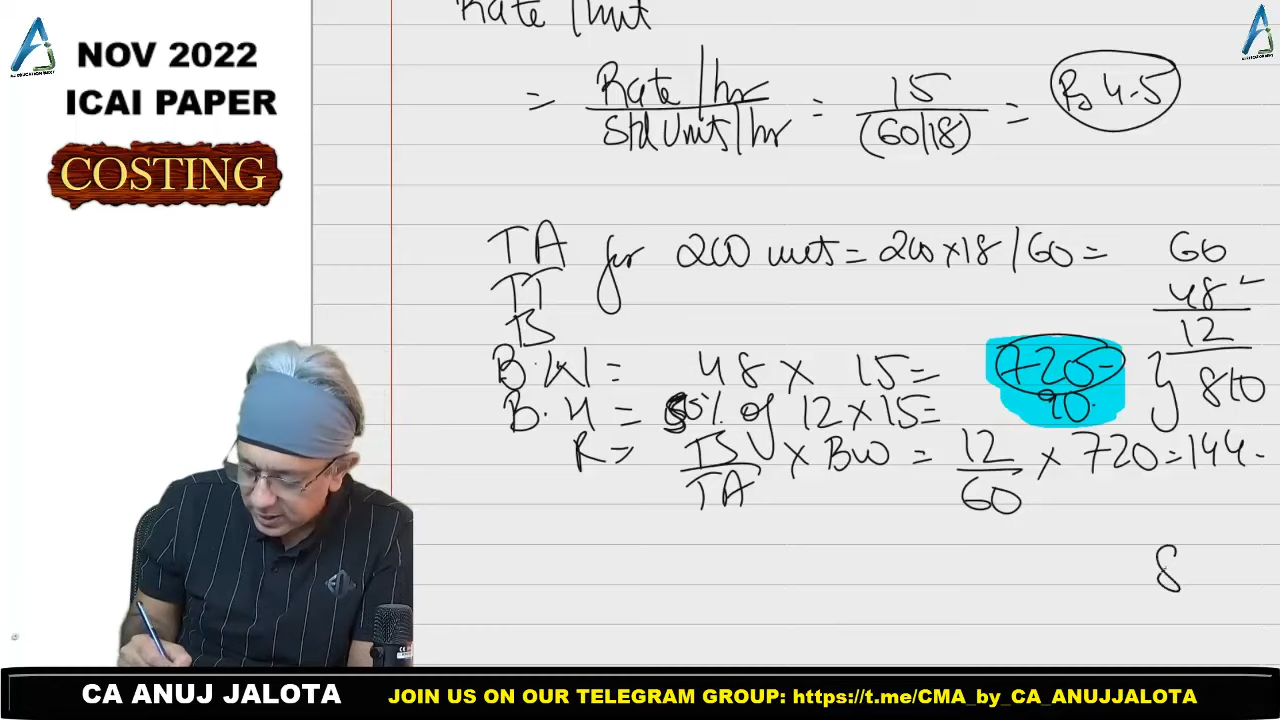 NOV 2022
ICAI PAPER
COSTING
Rate / unit
= Rate / hr / Std Units / hr = 15 / (60/18) = Rs 4.5
TA for 200 units = 200 × 18 / 60 = 60
TT 48
TS 12
B.W = 48 × 15 = 720
B.H = 50% of 12 × 15 = 90 } 810
R = TS / TA × BW = 12 / 60 × 720 = 144
8
CA ANUJ JALOTA JOIN US ON OUR TELEGRAM GROUP: https://t.me/CMA_by_CA_ANUJJALOTA